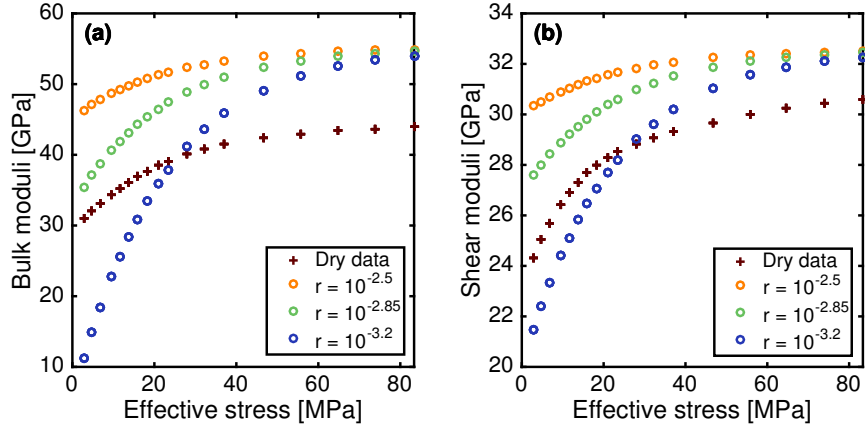 (a)
Bulk moduli [GPa]
60
50
40
30
20
10
0 20 40 60 80
Effective stress [MPa]
Dry data
r = 10^-2.5
r = 10^-2.85
r = 10^-3.2
(b)
Shear moduli [GPa]
34
32
30
28
26
24
22
20
0 20 40 60 80
Effective stress [MPa]
Dry data
r = 10^-2.5
r = 10^-2.85
r = 10^-3.2